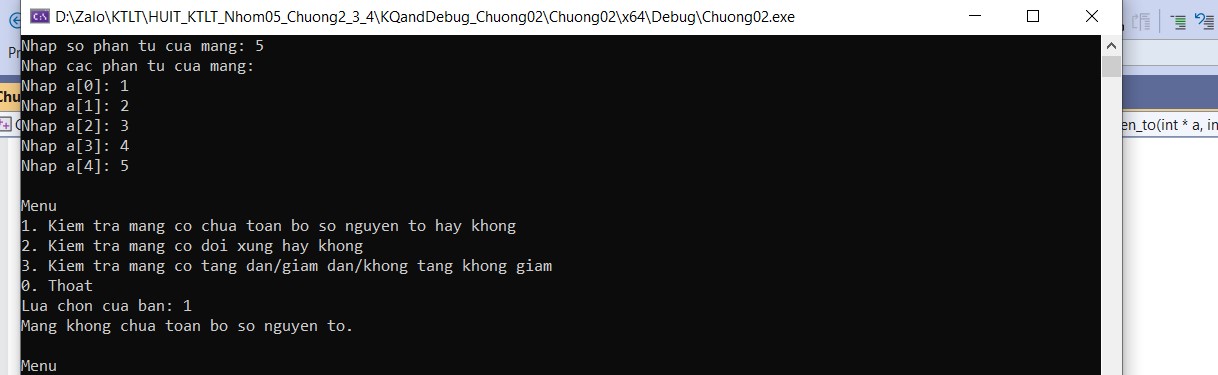 D:\Zalo\KTLT\HUIT_KTLT_Nhom05_Chuong2_3_4\KQandDebug_Chuong02\Chuong02\x64\Debug\Chuong02.exe
Nhap so phan tu cua mang: 5
Nhap cac phan tu cua mang:
Nhap a[0]: 1
Nhap a[1]: 2
Nhap a[2]: 3
Nhap a[3]: 4
Nhap a[4]: 5
Menu
1. Kiem tra mang co chua toan bo so nguyen to hay khong
2. Kiem tra mang co doi xung hay khong
3. Kiem tra mang co tang dan/giam dan/khong tang khong giam
0. Thoat
Lua chon cua ban: 1
Mang khong chua toan bo so nguyen to.
Menu
Pr
Chu
en_to(int * a, in